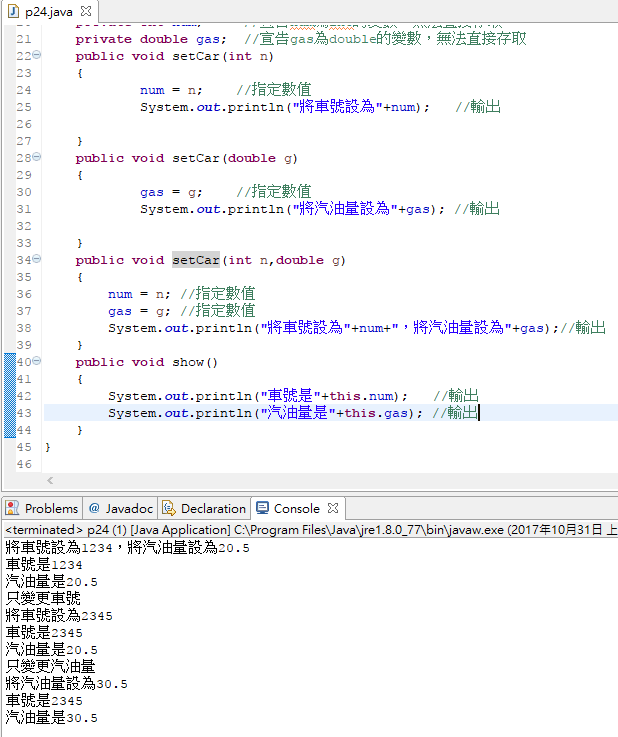 p24.java
21 private double gas; //宣告gas為double的變數，無法直接存取
22 public void setCar(int n)
23 {
24 num = n; //指定數值
25 System.out.println("將車號設為"+num); //輸出
26
27 }
28 public void setCar(double g)
29 {
30 gas = g; //指定數值
31 System.out.println("將汽油量設為"+gas); //輸出
32
33 }
34 public void setCar(int n,double g)
35 {
36 num = n; //指定數值
37 gas = g; //指定數值
38 System.out.println("將車號設為"+num+"，將汽油量設為"+gas);//輸出
39 }
40 public void show()
41 {
42 System.out.println("車號是"+this.num); //輸出
43 System.out.println("汽油量是"+this.gas); //輸出
44 }
45 }
46
Problems @ Javadoc Declaration Console
<terminated> p24 (1) [Java Application] C:\Program Files\Java\jre1.8.0_77\bin\javaw.exe (2017年10月31日 上
將車號設為1234，將汽油量設為20.5
車號是1234
汽油量是20.5
只變更車號
將車號設為2345
車號是2345
汽油量是20.5
只變更汽油量
將汽油量設為30.5
車號是2345
汽油量是30.5